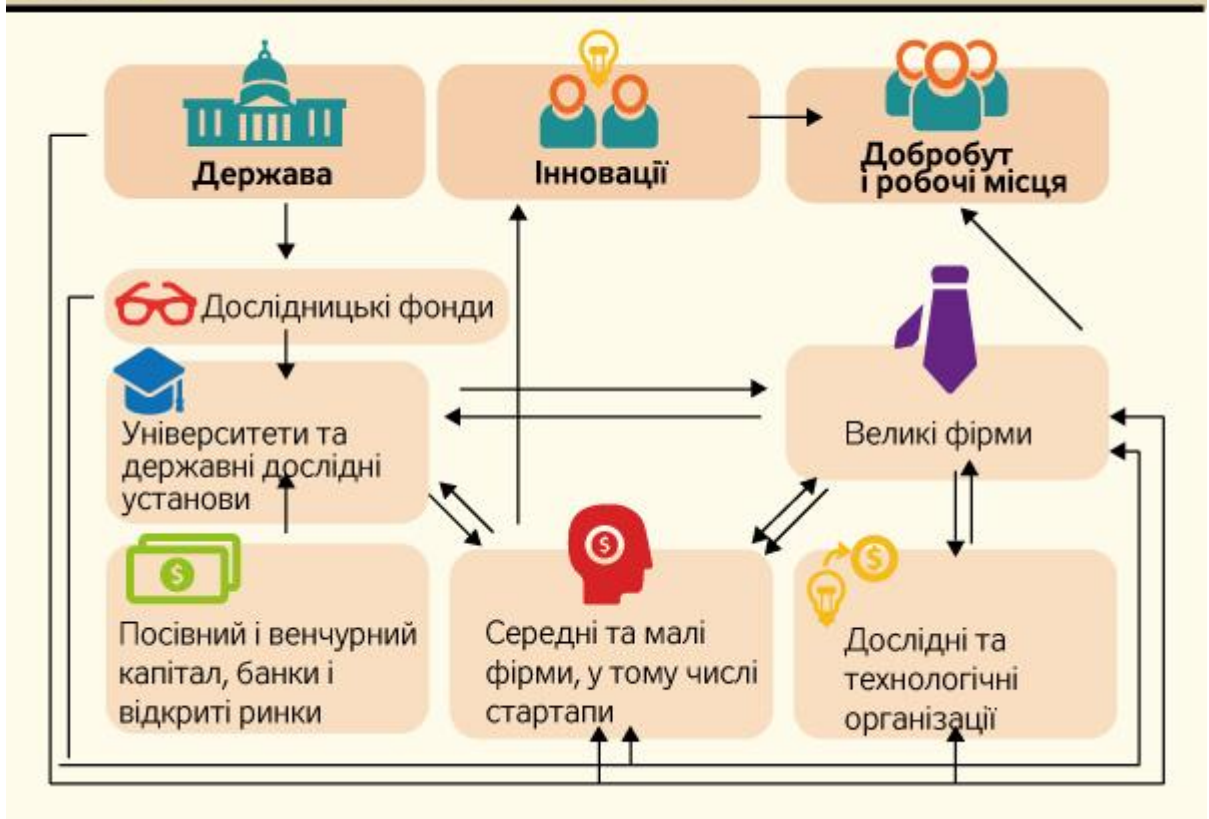 Держава
Інновації
Добробут
і робочі місця
Дослідницькі фонди
Університети та
державні дослідні
установи
Великі фірми
Посівний і венчурний
капітал, банки і
відкриті ринки
Середні та малі
фірми, у тому числі
стартапи
Дослідні та
технологічні
організації
$
$
$